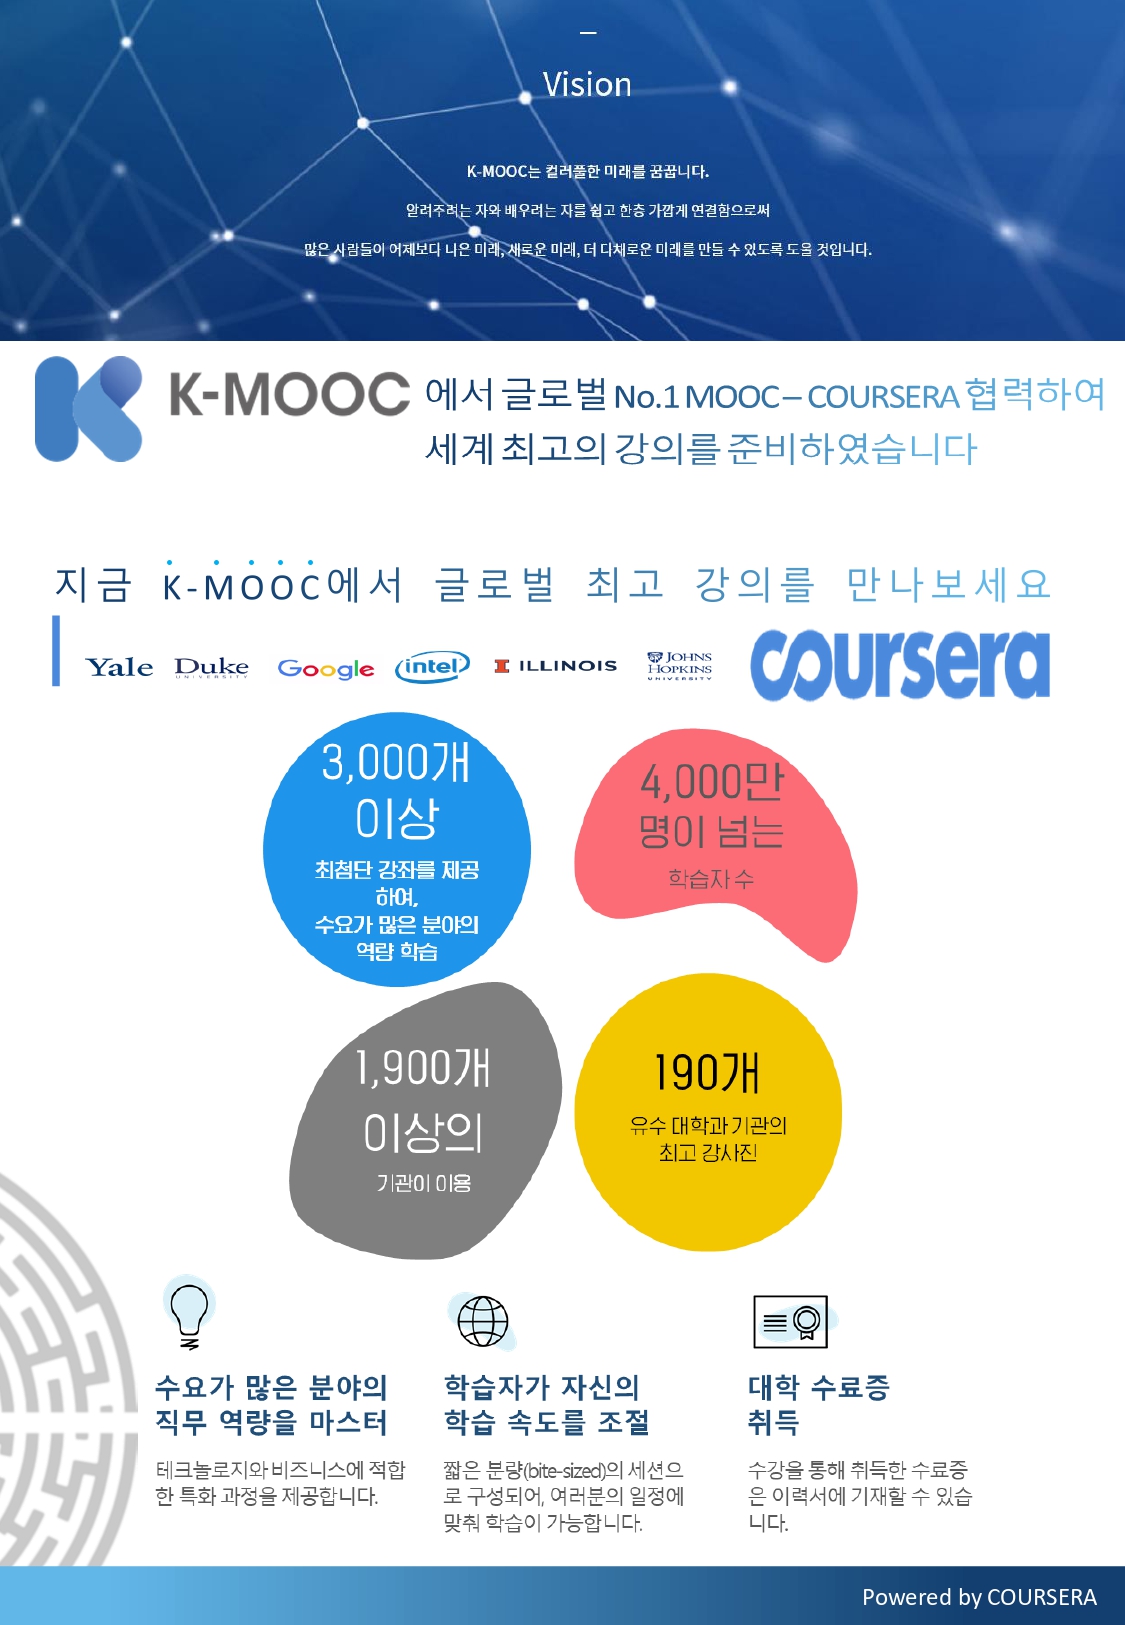 Vision
K-MOOC는 컬러풀한 미래를 꿈꿉니다.
알려주려는 자와 배우려는 자를 쉽고 한층 가깝게 연결함으로써
많은 사람들이 어제보다 나은 미래, 새로운 미래, 더 다채로운 미래를 만들 수 있도록 도울 것입니다.
K-MOOC 에서 글로벌 No.1 MOOC – COURSERA 협력하여
세계 최고의 강의를 준비하였습니다
지금 K-MOOC에서 글로벌 최고 강의를 만나보세요
Yale Duke UNIVERSITY Google intel ILLINOIS JOHNS HOPKINS UNIVERSITY coursera
3,000개
이상
최첨단 강좌를 제공
하여,
수요가 많은 분야의
역량 학습
4,000만
명이 넘는
학습자 수
1,900개
이상의
기관이 이용
190개
유수 대학과 기관의
최고 강사진
수요가 많은 분야의
직무 역량을 마스터
테크놀로지와 비즈니스에 적합
한 특화 과정을 제공합니다.
학습자가 자신의
학습 속도를 조절
짧은 분량(bite-sized)의 세션으
로 구성되어, 여러분의 일정에
맞춰 학습이 가능합니다.
대학 수료증
취득
수강을 통해 취득한 수료증
은 이력서에 기재할 수 있습
니다.
Powered by COURSERA